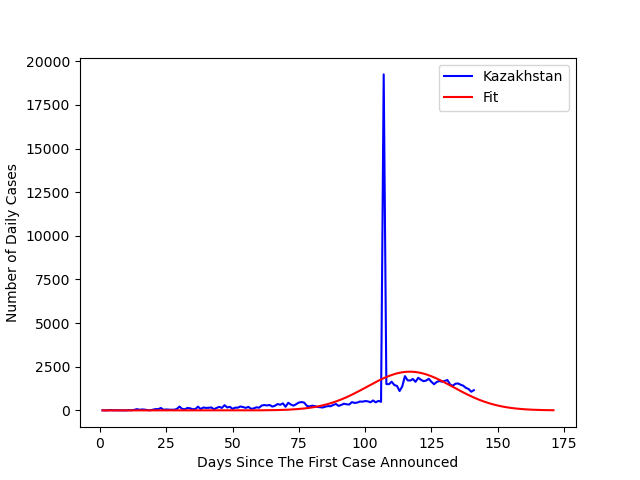 20000
17500
15000
12500
10000
7500
5000
2500
0
Number of Daily Cases
Kazakhstan
Fit
0 25 50 75 100 125 150 175
Days Since The First Case Announced